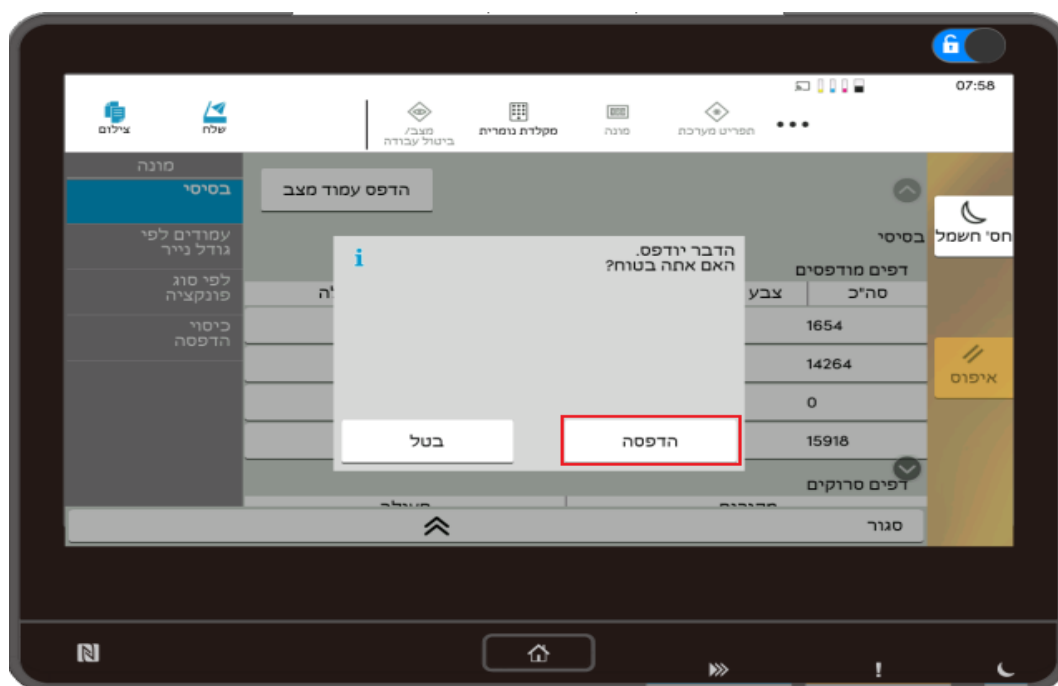 07:58
צילום
שלח
מצב/
ביטול עבודה
מקלדת נומרית
מונה
תפריט מערכת
מונה
בסיסי
עמודים לפי
גודל נייר
לפי סוג
פונקציה
כיסוי
הדפסה
הדפס עמוד מצב
בסיסי
דפים מודפסים
סה"כ
צבע
1654
14264
0
15918
דפים סרוקים
הדבר יודפס.
האם אתה בטוח?
הדפסה
בטל
סגור
חס' חשמל
איפוס